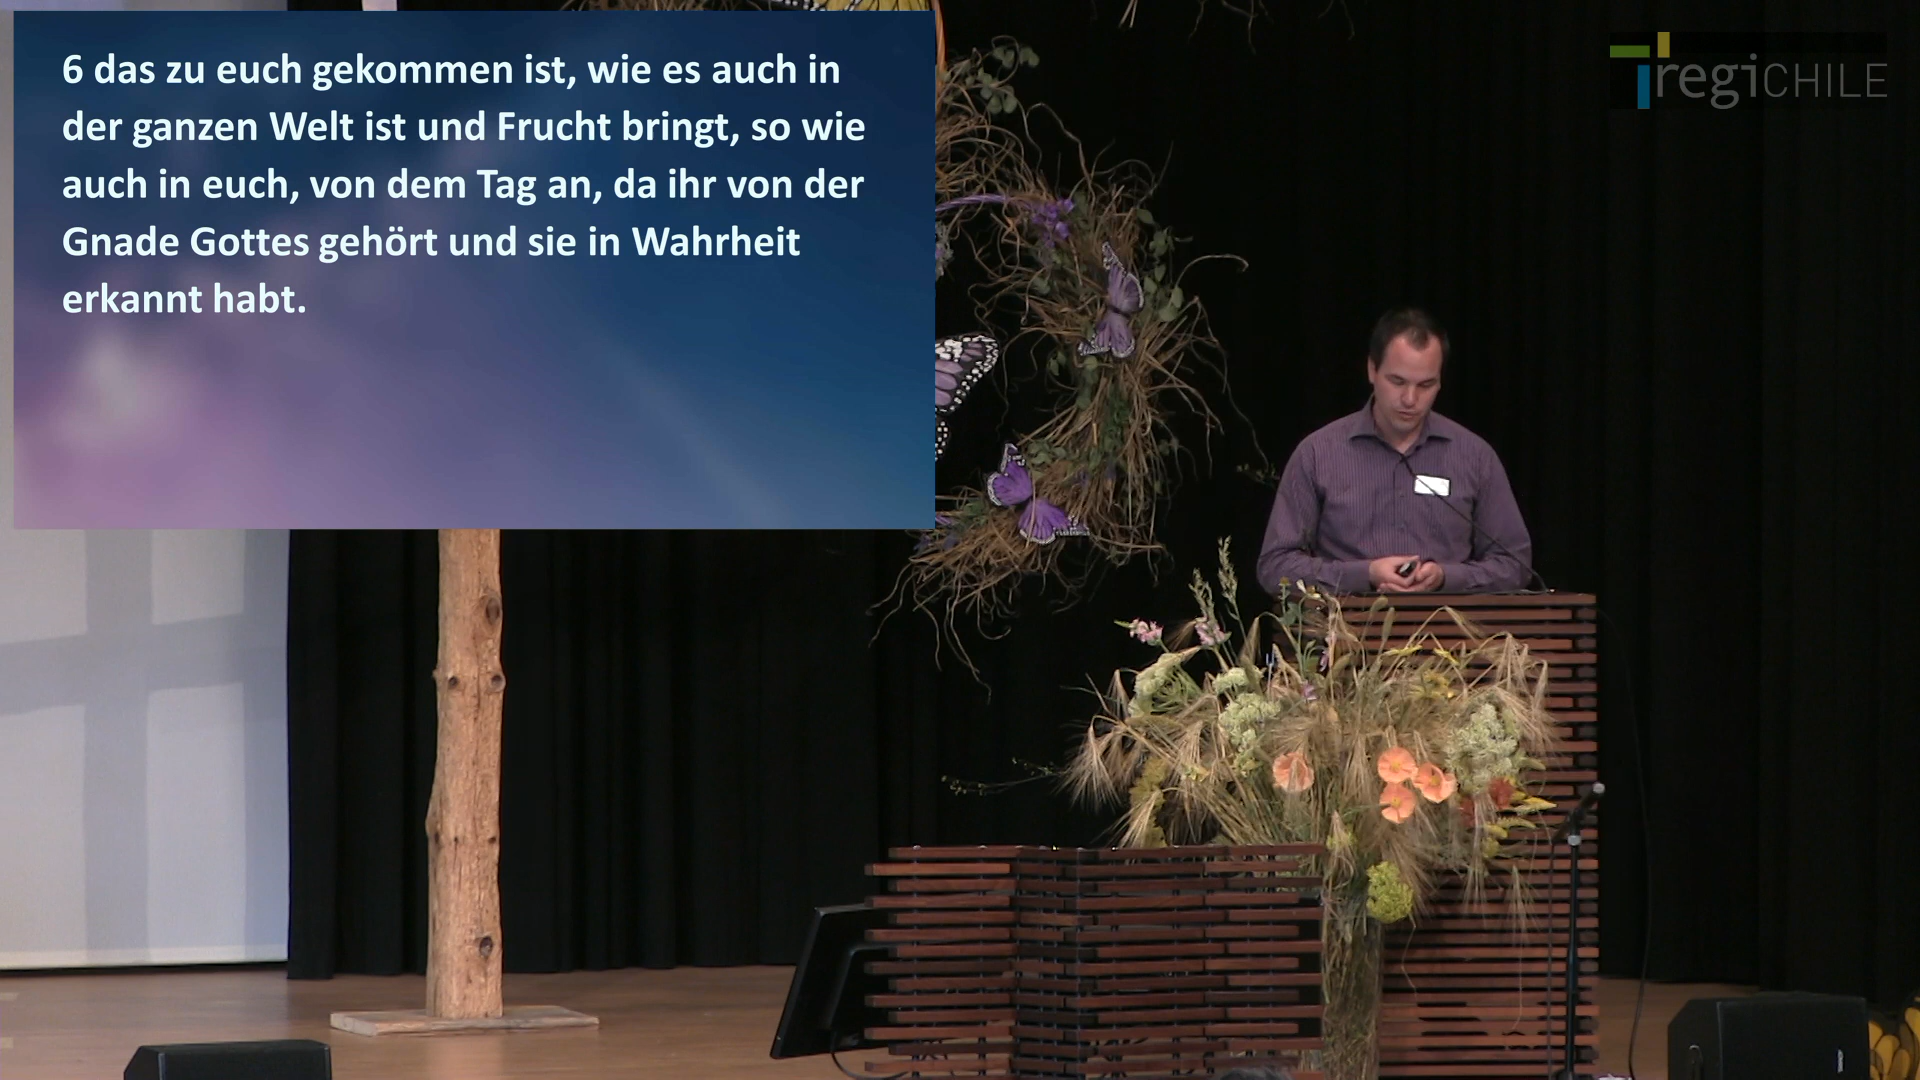 6 das zu euch gekommen ist, wie es auch in
der ganzen Welt ist und Frucht bringt, so wie
auch in euch, von dem Tag an, da ihr von der
Gnade Gottes gehört und sie in Wahrheit
erkannt habt.
regiCHILE